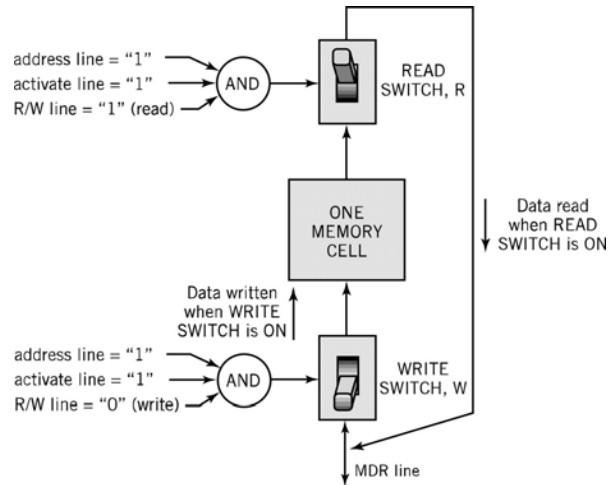 address line = “1”
activate line = “1”
R/W line = “1” (read)
AND
READ
SWITCH, R
ONE
MEMORY
CELL
Data read
when READ
SWITCH is ON
Data written
when WRITE
SWITCH is ON
address line = “1”
activate line = “1”
R/W line = “0” (write)
AND
WRITE
SWITCH, W
MDR line